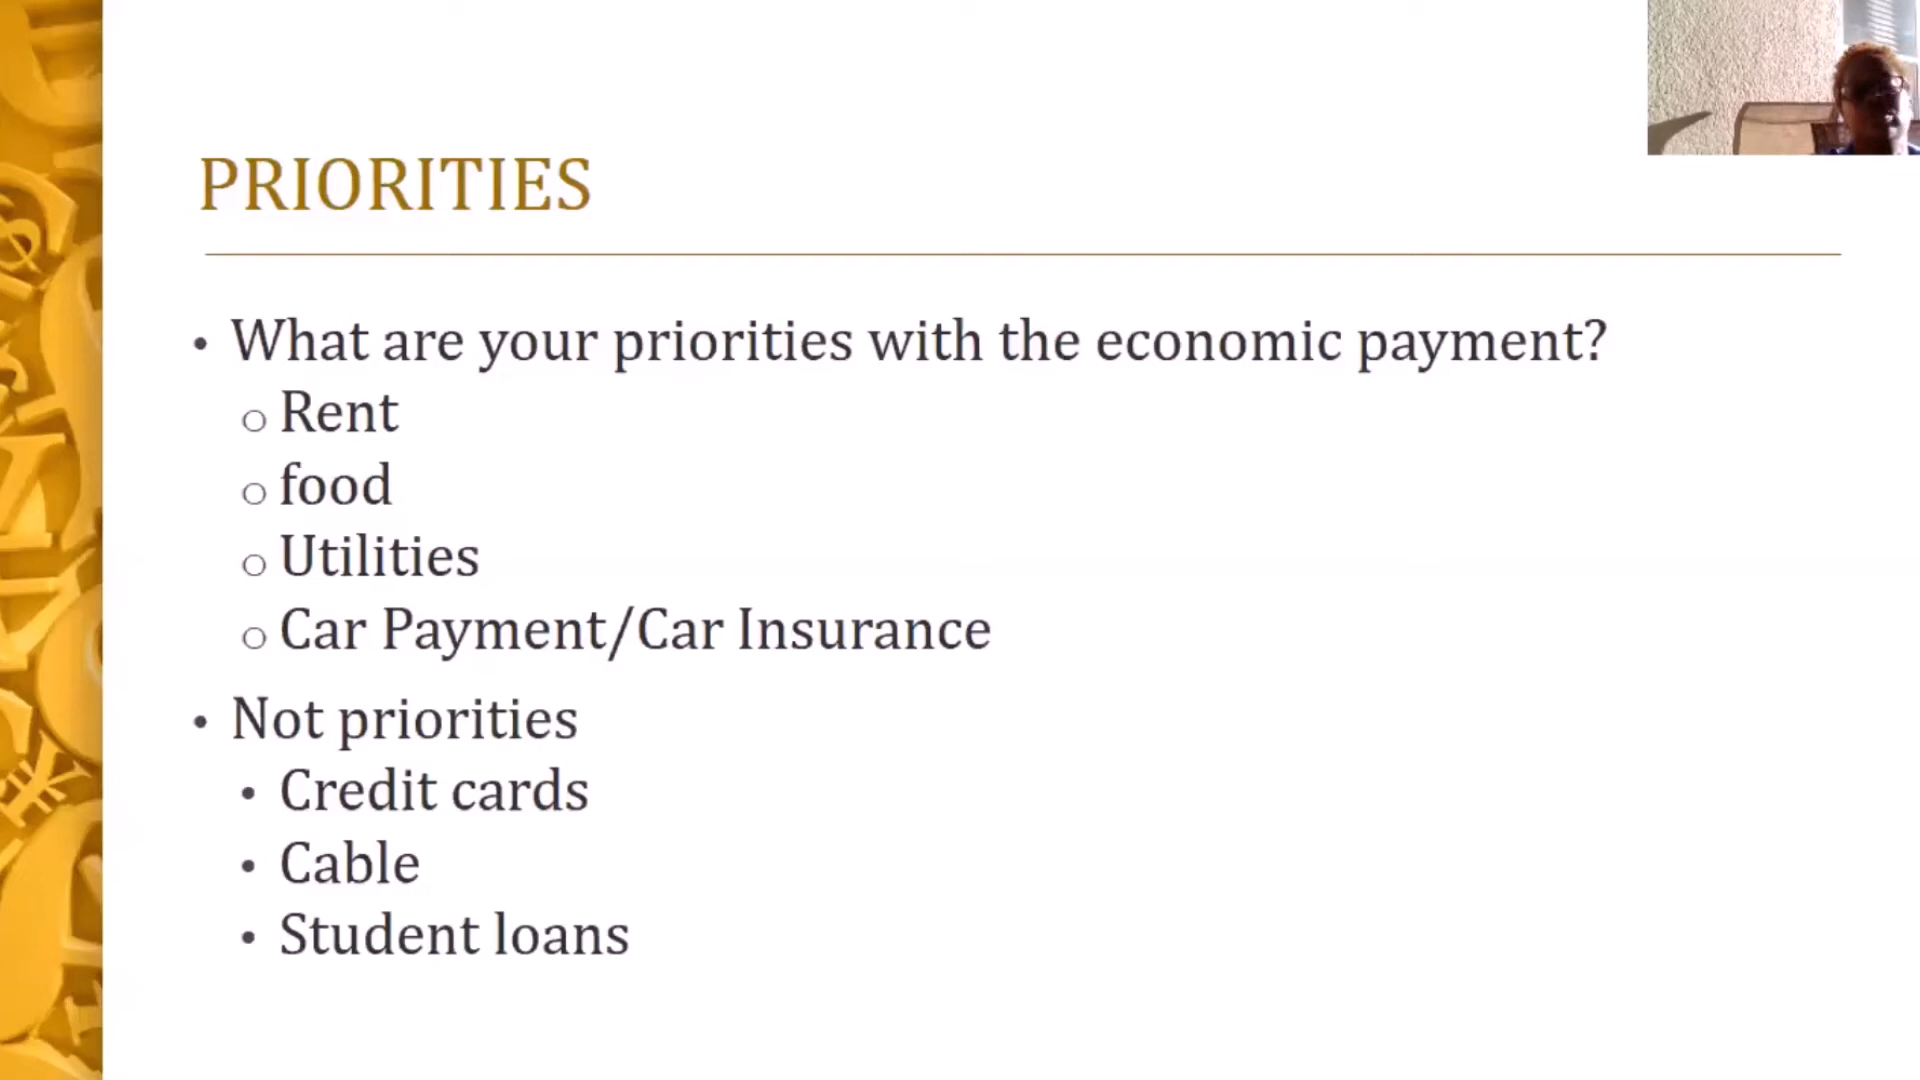 PRIORITIES
• What are your priorities with the economic payment?
o Rent
o food
o Utilities
o Car Payment/Car Insurance
• Not priorities
• Credit cards
• Cable
• Student loans